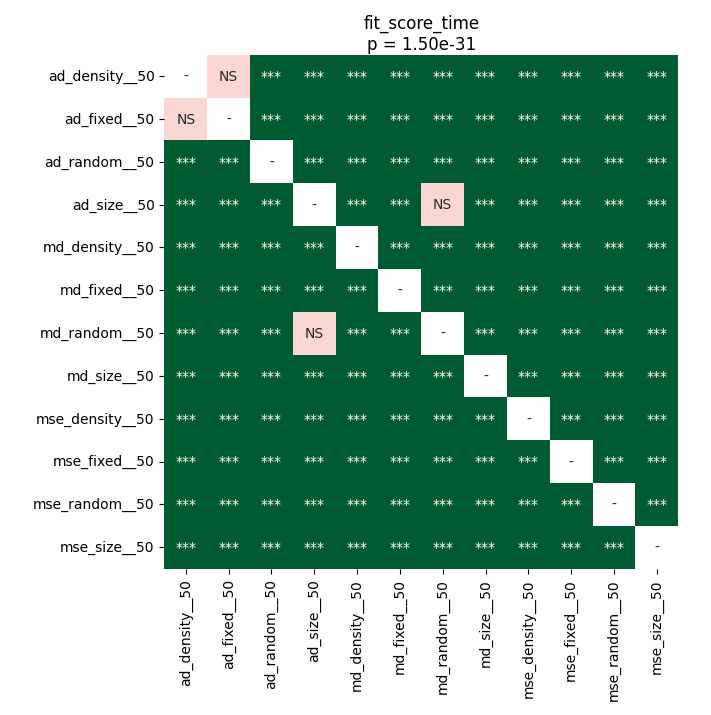 fit_score_time
p = 1.50e-31
ad_density__50 - NS *** *** *** *** *** *** *** *** *** ***
ad_fixed__50 NS - *** *** *** *** *** *** *** *** *** ***
ad_random__50 *** *** - *** *** *** *** *** *** *** *** ***
ad_size__50 *** *** *** - *** *** NS *** *** *** *** ***
md_density__50 *** *** *** *** - *** *** *** *** *** *** ***
md_fixed__50 *** *** *** *** *** - *** *** *** *** *** ***
md_random__50 *** *** *** NS *** *** - *** *** *** *** ***
md_size__50 *** *** *** *** *** *** *** - *** *** *** ***
mse_density__50 *** *** *** *** *** *** *** *** - *** *** ***
mse_fixed__50 *** *** *** *** *** *** *** *** *** - *** ***
mse_random__50 *** *** *** *** *** *** *** *** *** *** - ***
mse_size__50 *** *** *** *** *** *** *** *** *** *** *** -
ad_density__50
ad_fixed__50
ad_random__50
ad_size__50
md_density__50
md_fixed__50
md_random__50
md_size__50
mse_density__50
mse_fixed__50
mse_random__50
mse_size__50